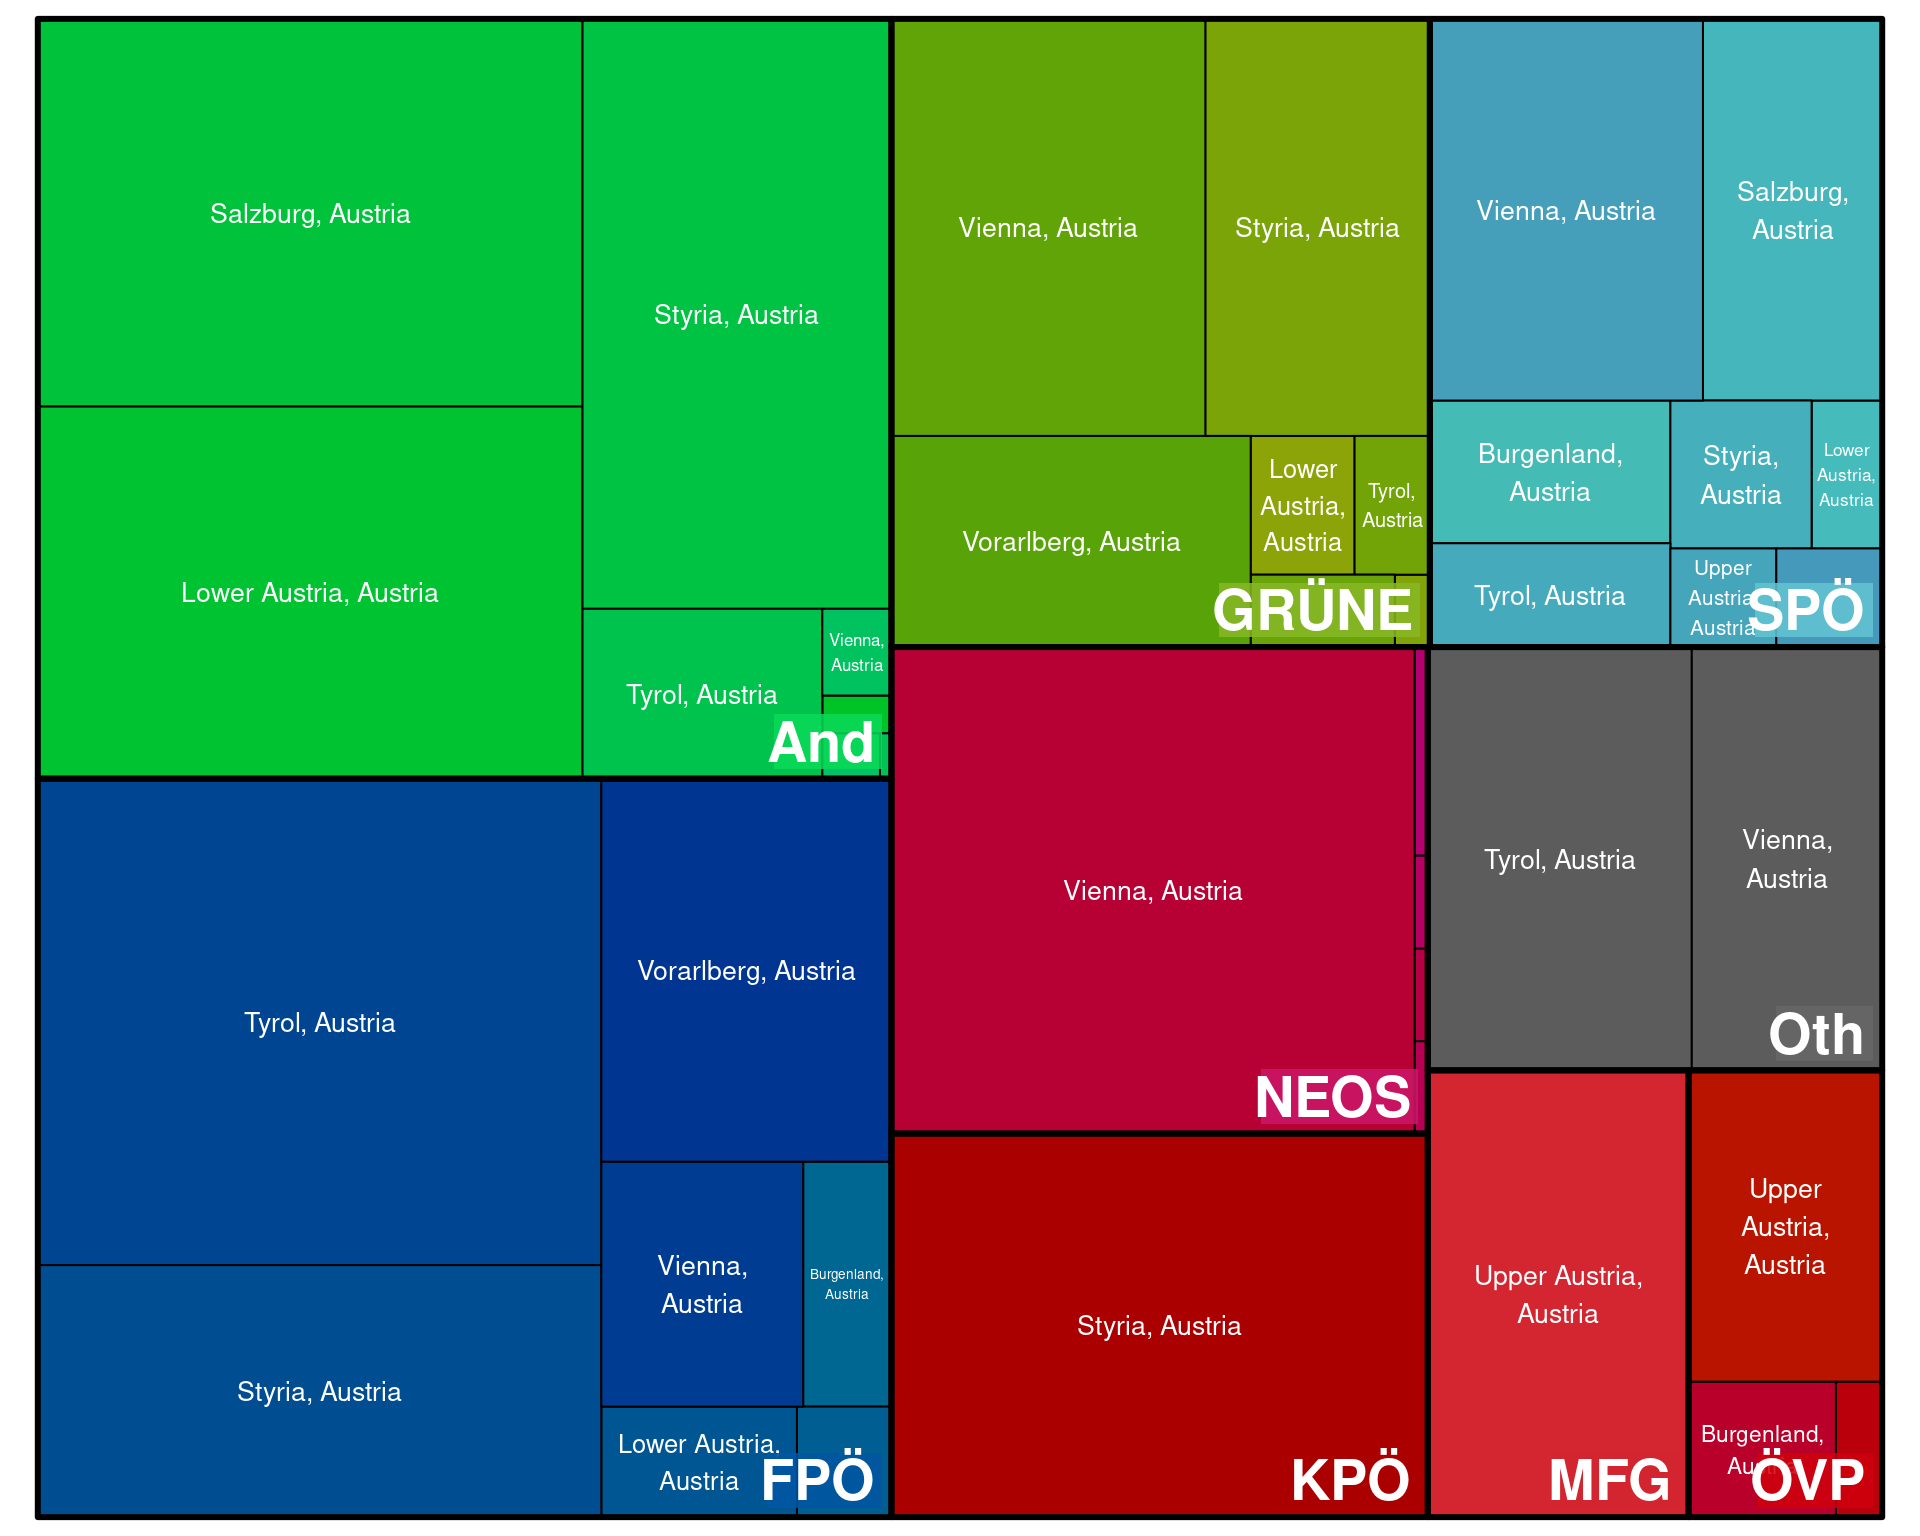 Salzburg, Austria
Lower Austria, Austria
Styria, Austria
Tyrol, Austria
Vienna,
Austria
And
Vienna, Austria
Styria, Austria
Vorarlberg, Austria
Lower
Austria,
Austria
Tyrol,
Austria
GRÜNE
Vienna, Austria
Salzburg,
Austria
Burgenland,
Austria
Styria,
Austria
Lower
Austria,
Austria
Tyrol, Austria
Upper
Austria,
Austria
SPÖ
Tyrol, Austria
Styria, Austria
Vorarlberg, Austria
Vienna,
Austria
Burgenland,
Austria
Lower Austria,
Austria
FPÖ
Vienna, Austria
NEOS
Styria, Austria
KPÖ
Tyrol, Austria
Vienna,
Austria
Oth
Upper Austria,
Austria
MFG
Upper
Austria,
Austria
Burgenland,
Austria
ÖVP